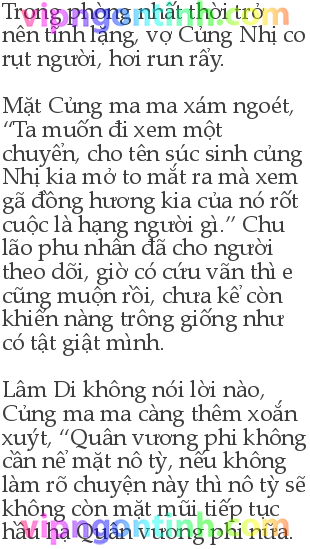 Trong phòng nhất thời trở
nên tĩnh lặng, vợ Củng Nhị co
rụt người, hơi run rẩy.
Mặt Củng ma ma xám ngoét,
“Ta muốn đi xem một
chuyến, cho tên súc sinh củng
Nhị kia mở to mắt ra mà xem
gã đồng hương kia của nó rốt
cuộc là hạng người gì.” Chu
lão phu nhân đã cho người
theo dõi, giờ có cứu vãn thì e
cũng muộn rồi, chưa kể còn
khiến nàng trông giống như
có tật giật mình.
Lâm Di không nói lời nào,
Củng ma ma càng thêm xoắn
xuýt, “Quân vương phi không
cần nể mặt nô tỳ, nếu không
làm rõ chuyện này thì nô tỳ sẽ
không còn mặt mũi tiếp tục
hầu hạ Quân vương phi nữa.
vipngontinh.com
vipngontinh.com